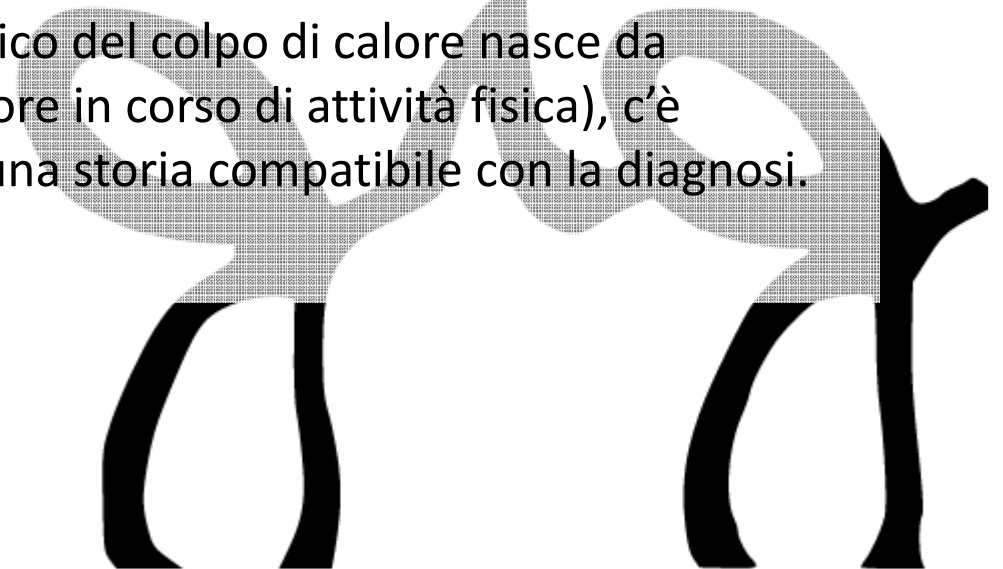 ico del colpo di calore nasce da
ore in corso di attività fisica), c’è
una storia compatibile con la diagnosi.